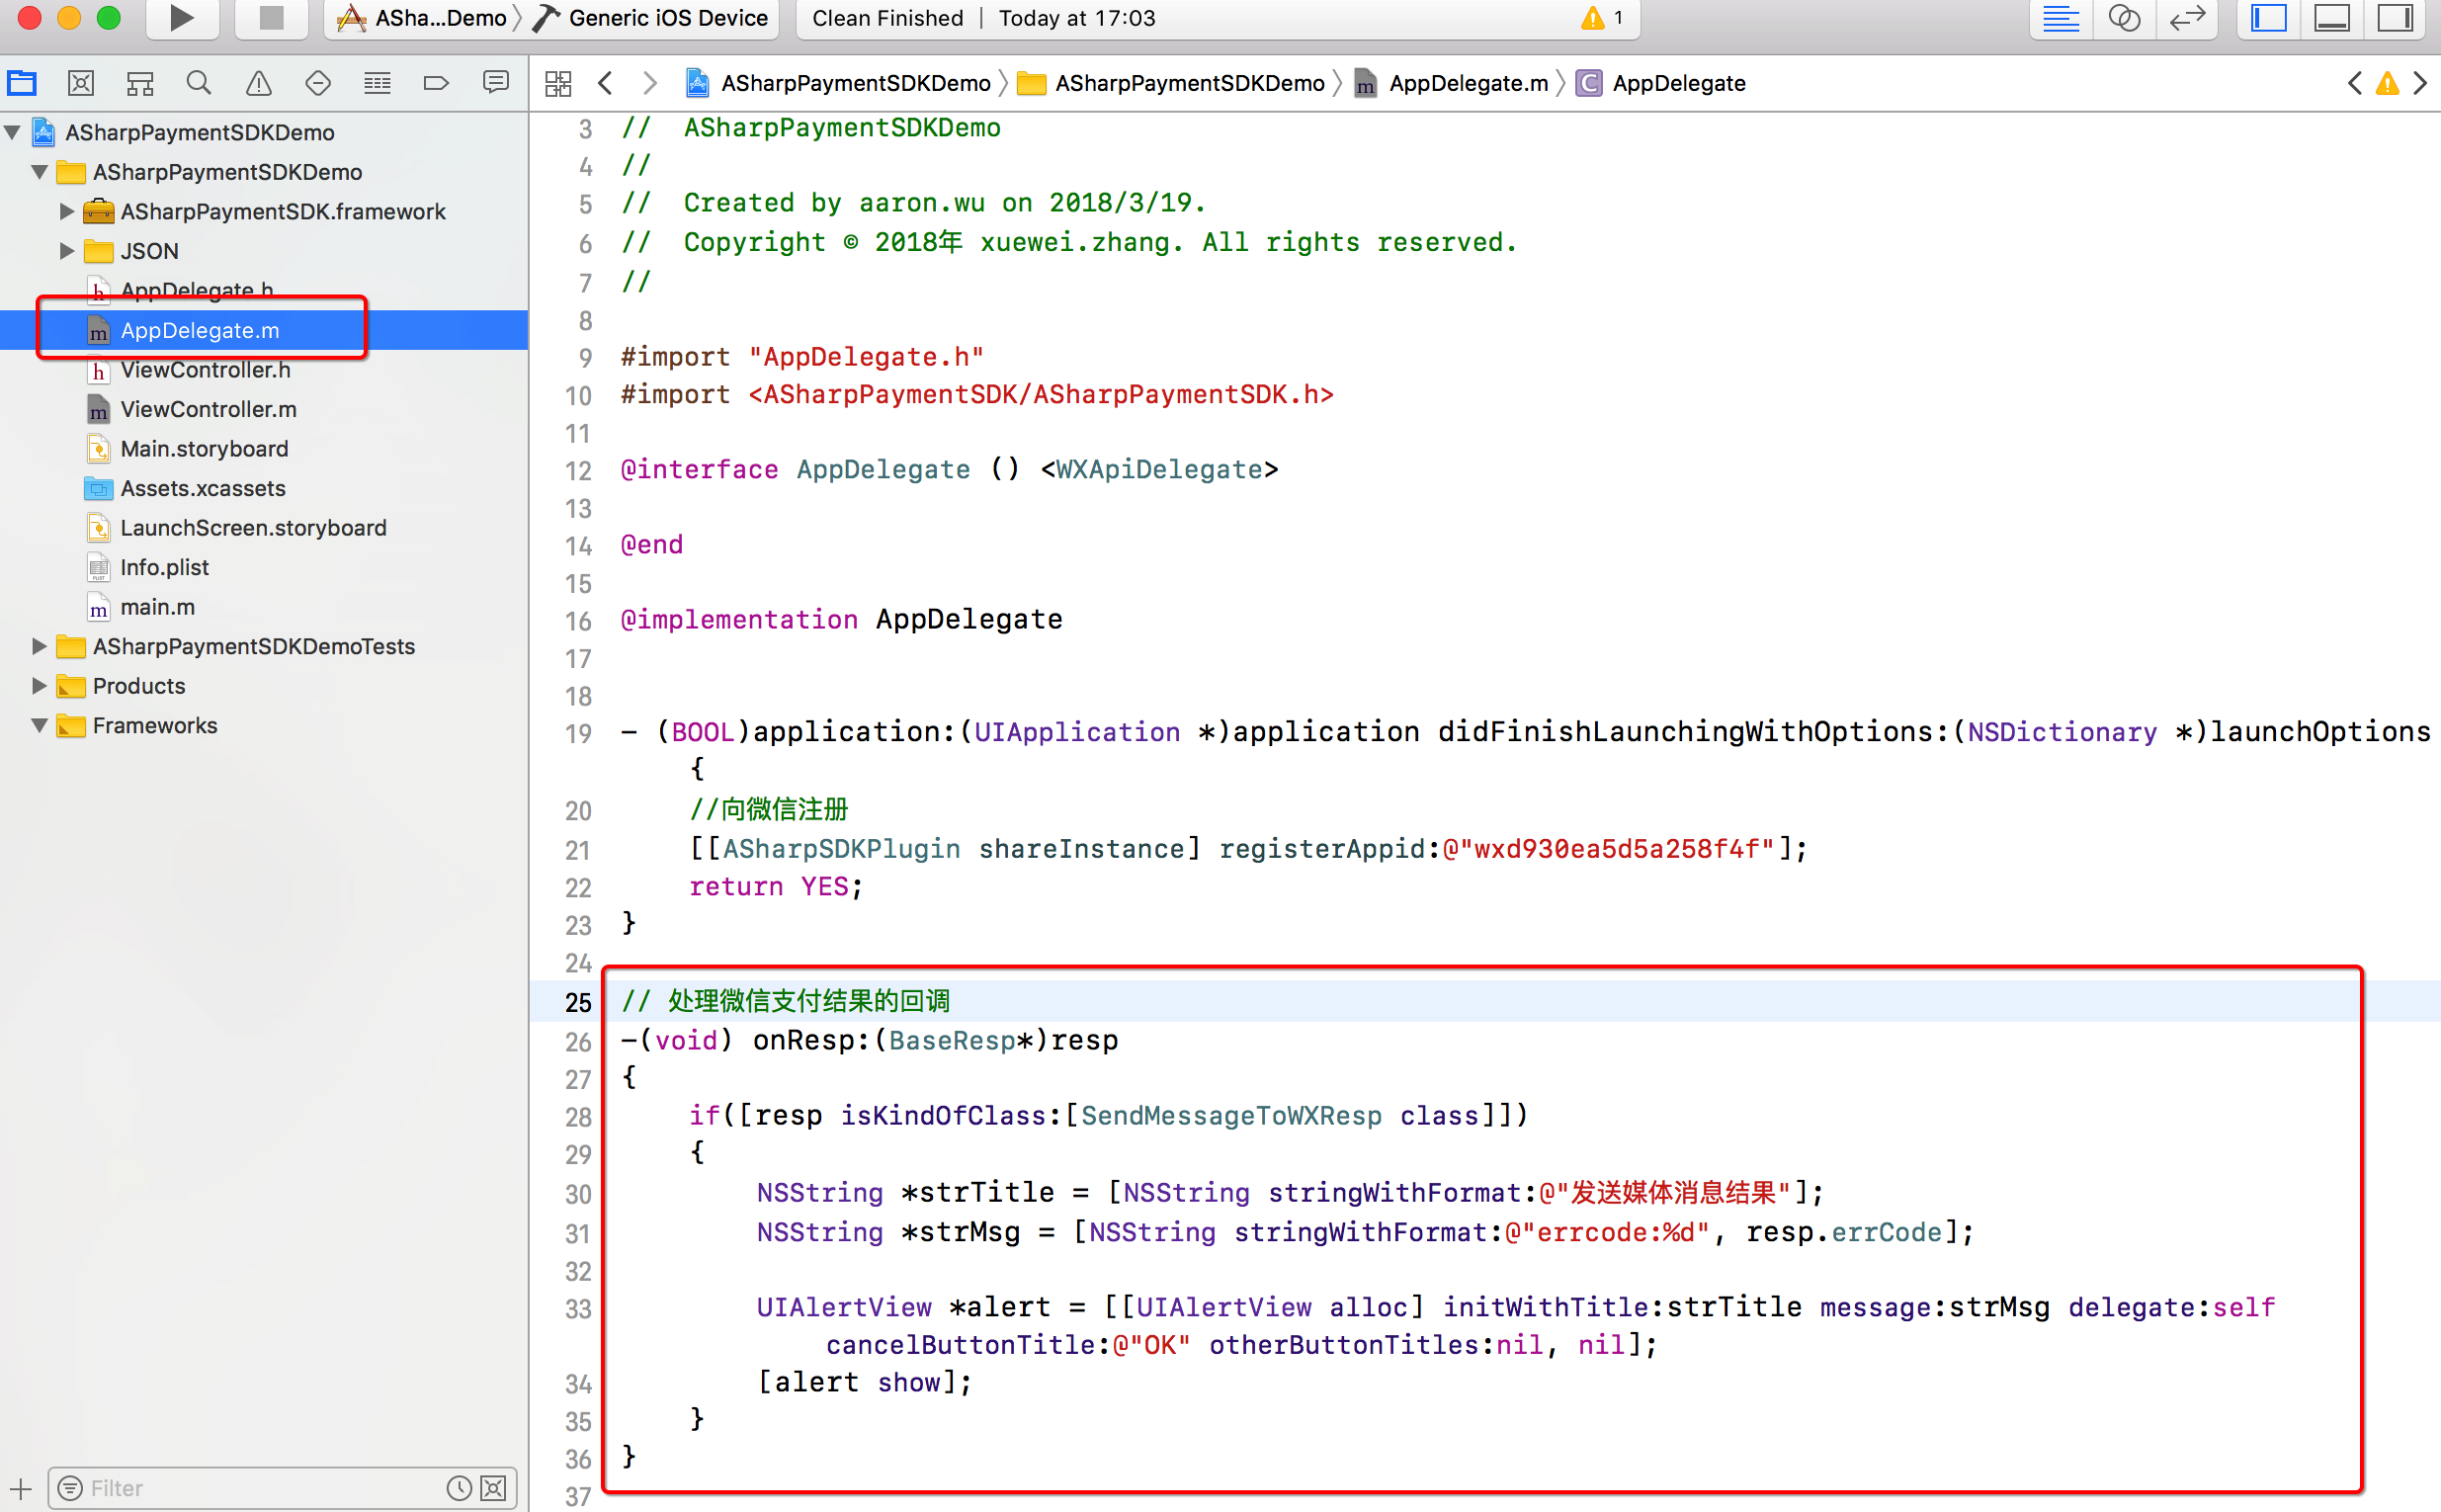 ASha...Demo
Generic iOS Device
Clean Finished | Today at 17:03
1
ASharpPaymentSDKDemo
ASharpPaymentSDKDemo
AppDelegate.m
AppDelegate
ASharpPaymentSDKDemo
ASharpPaymentSDKDemo
ASharpPaymentSDK.framework
JSON
AppDelegate.h
AppDelegate.m
ViewController.h
ViewController.m
Main.storyboard
Assets.xcassets
LaunchScreen.storyboard
Info.plist
main.m
ASharpPaymentSDKDemoTests
Products
Frameworks
Filter
3 //  ASharpPaymentSDKDemo
4 //
5 //  Created by aaron.wu on 2018/3/19.
6 //  Copyright © 2018年 xuewei.zhang. All rights reserved.
7 //
8
9 #import "AppDelegate.h"
10 #import <ASharpPaymentSDK/ASharpPaymentSDK.h>
11
12 @interface AppDelegate () <WXApiDelegate>
13
14 @end
15
16 @implementation AppDelegate
17
18
19 - (BOOL)application:(UIApplication *)application didFinishLaunchingWithOptions:(NSDictionary *)launchOptions
{
20 //向微信注册
21 [[ASharpSDKPlugin shareInstance] registerAppid:@"wxd930ea5d5a258f4f"];
22 return YES;
23 }
24
25 // 处理微信支付结果的回调
26 -(void) onResp:(BaseResp*)resp
27 {
28 if([resp isKindOfClass:[SendMessageToWXResp class]])
29 {
30 NSString *strTitle = [NSString stringWithFormat:@"发送媒体消息结果"];
31 NSString *strMsg = [NSString stringWithFormat:@"errcode:%d", resp.errCode];
32
33 UIAlertView *alert = [[UIAlertView alloc] initWithTitle:strTitle message:strMsg delegate:self
cancelButtonTitle:@"OK" otherButtonTitles:nil, nil];
34 [alert show];
35 }
36 }
37